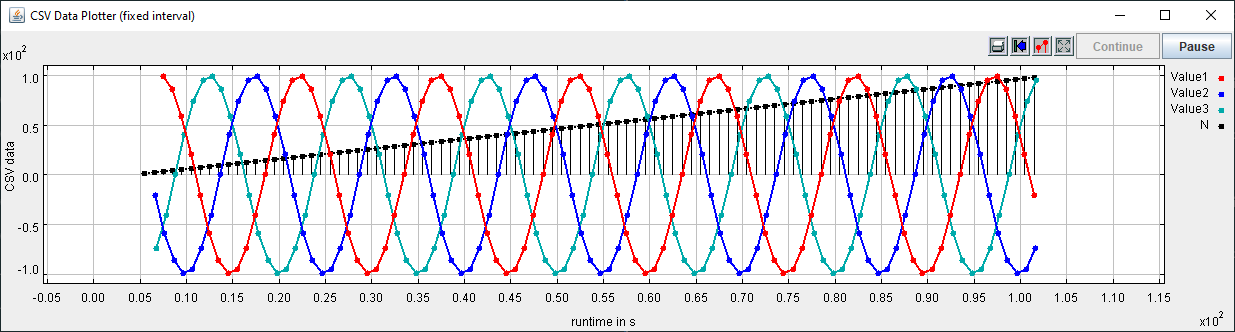 CSV Data Plotter (fixed interval)
Continue
Pause
x10²
1.0
0.5
0.0
-0.5
-1.0
CSV data
Value1
Value2
Value3
N
-0.05 0.00 0.05 0.10 0.15 0.20 0.25 0.30 0.35 0.40 0.45 0.50 0.55 0.60 0.65 0.70 0.75 0.80 0.85 0.90 0.95 1.00 1.05 1.10 1.15
runtime in s
x10²